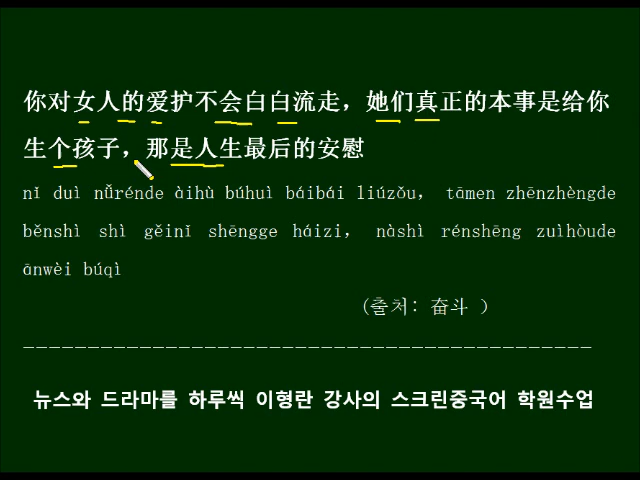 你对女人的爱护不会白白流走，她们真正的本事是给你
生个孩子，那是人生最后的安慰
nǐ duì nǚrénde àihù búhuì báibái liúzǒu， tāmen zhēnzhèngde
běnshì shì gěinǐ shēngge háizi， nàshì rénshēng zuìhòude
ānwèi búqì
(출처: 奋斗 )
--------------------------------------------
뉴스와 드라마를 하루씩 이형란 강사의 스크린중국어 학원수업